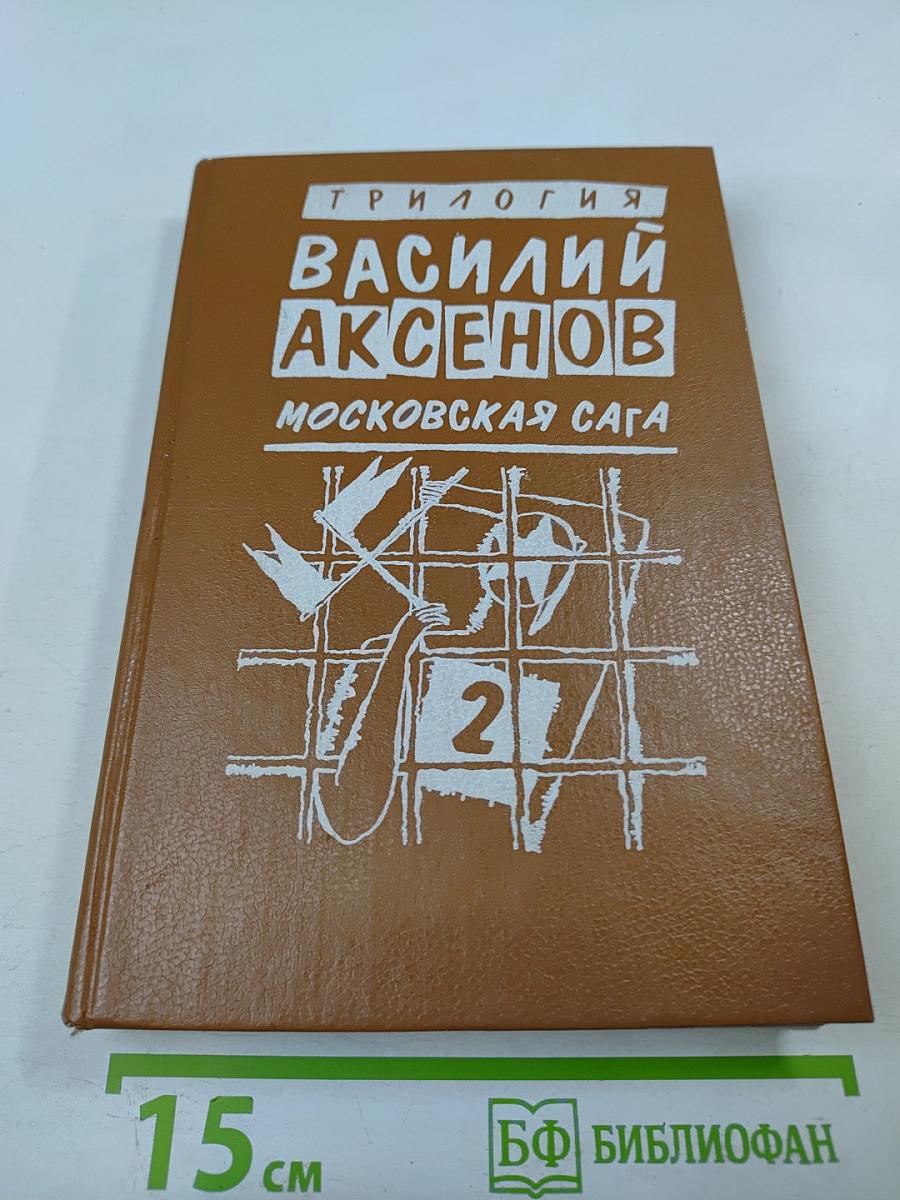 ТРИЛОГИЯ
ВАСИЛИЙ
АКСЕНОВ
МОСКОВСКАЯ САГА
2
15 см
БФ БИБЛИОФАН